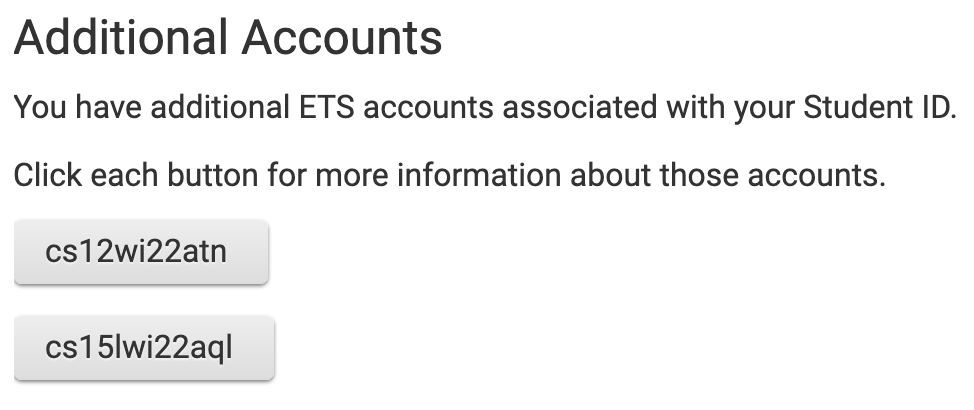 Additional Accounts
You have additional ETS accounts associated with your Student ID.
Click each button for more information about those accounts.
cs12wi22atn
cs15lwi22aql